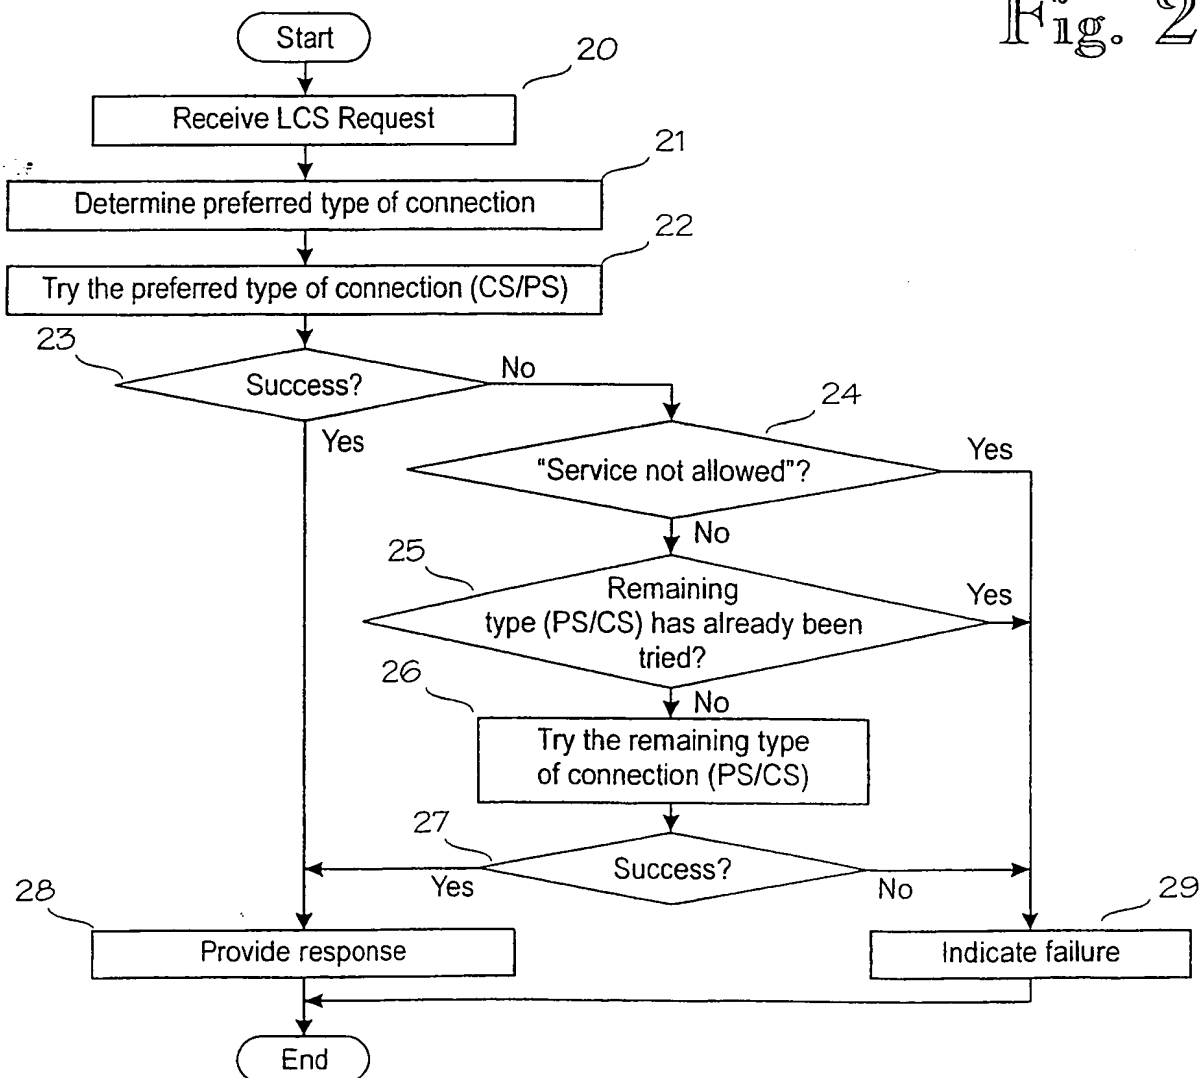 Fig. 2
Start
20
Receive LCS Request
21
Determine preferred type of connection
22
Try the preferred type of connection (CS/PS)
23
Success?
No
Yes
24
“Service not allowed”?
Yes
No
25
Remaining
type (PS/CS) has already been
tried?
Yes
No
26
Try the remaining type
of connection (PS/CS)
27
Success?
Yes
No
28
Provide response
29
Indicate failure
End